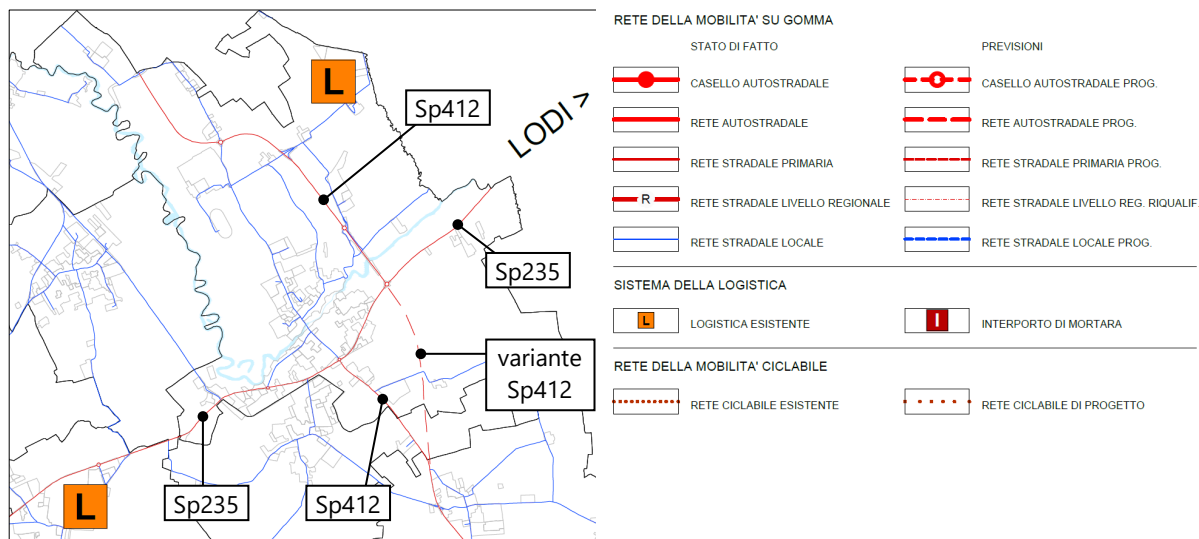 L
Sp412
LODI >
Sp235
variante
Sp412
Sp235
Sp412
L
RETE DELLA MOBILITA' SU GOMMA
STATO DI FATTO
PREVISIONI
CASELLO AUTOSTRADALE
CASELLO AUTOSTRADALE PROG.
RETE AUTOSTRADALE
RETE AUTOSTRADALE PROG.
RETE STRADALE PRIMARIA
RETE STRADALE PRIMARIA PROG.
R
RETE STRADALE LIVELLO REGIONALE
RETE STRADALE LIVELLO REG. RIQUALIF
RETE STRADALE LOCALE
RETE STRADALE LOCALE PROG.
SISTEMA DELLA LOGISTICA
L
LOGISTICA ESISTENTE
I
INTERPORTO DI MORTARA
RETE DELLA MOBILITA' CICLABILE
RETE CICLABILE ESISTENTE
RETE CICLABILE DI PROGETTO